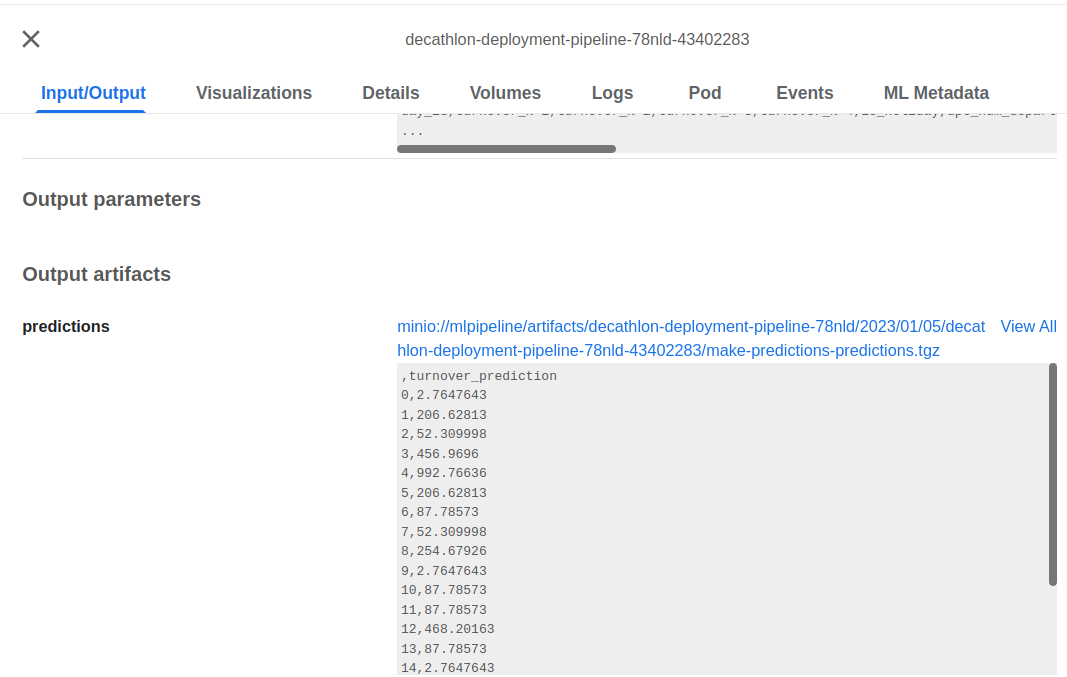 decathlon-deployment-pipeline-78nld-43402283
Input/Output Visualizations Details Volumes Logs Pod Events ML Metadata
...
Output parameters
Output artifacts
predictions
minio://mlpipeline/artifacts/decathlon-deployment-pipeline-78nld/2023/01/05/decat View All
hlon-deployment-pipeline-78nld-43402283/make-predictions-predictions.tgz
,turnover_prediction
0,2.7647643
1,206.62813
2,52.309998
3,456.9696
4,992.76636
5,206.62813
6,87.78573
7,52.309998
8,254.67926
9,2.7647643
10,87.78573
11,87.78573
12,468.20163
13,87.78573
14,2.7647643